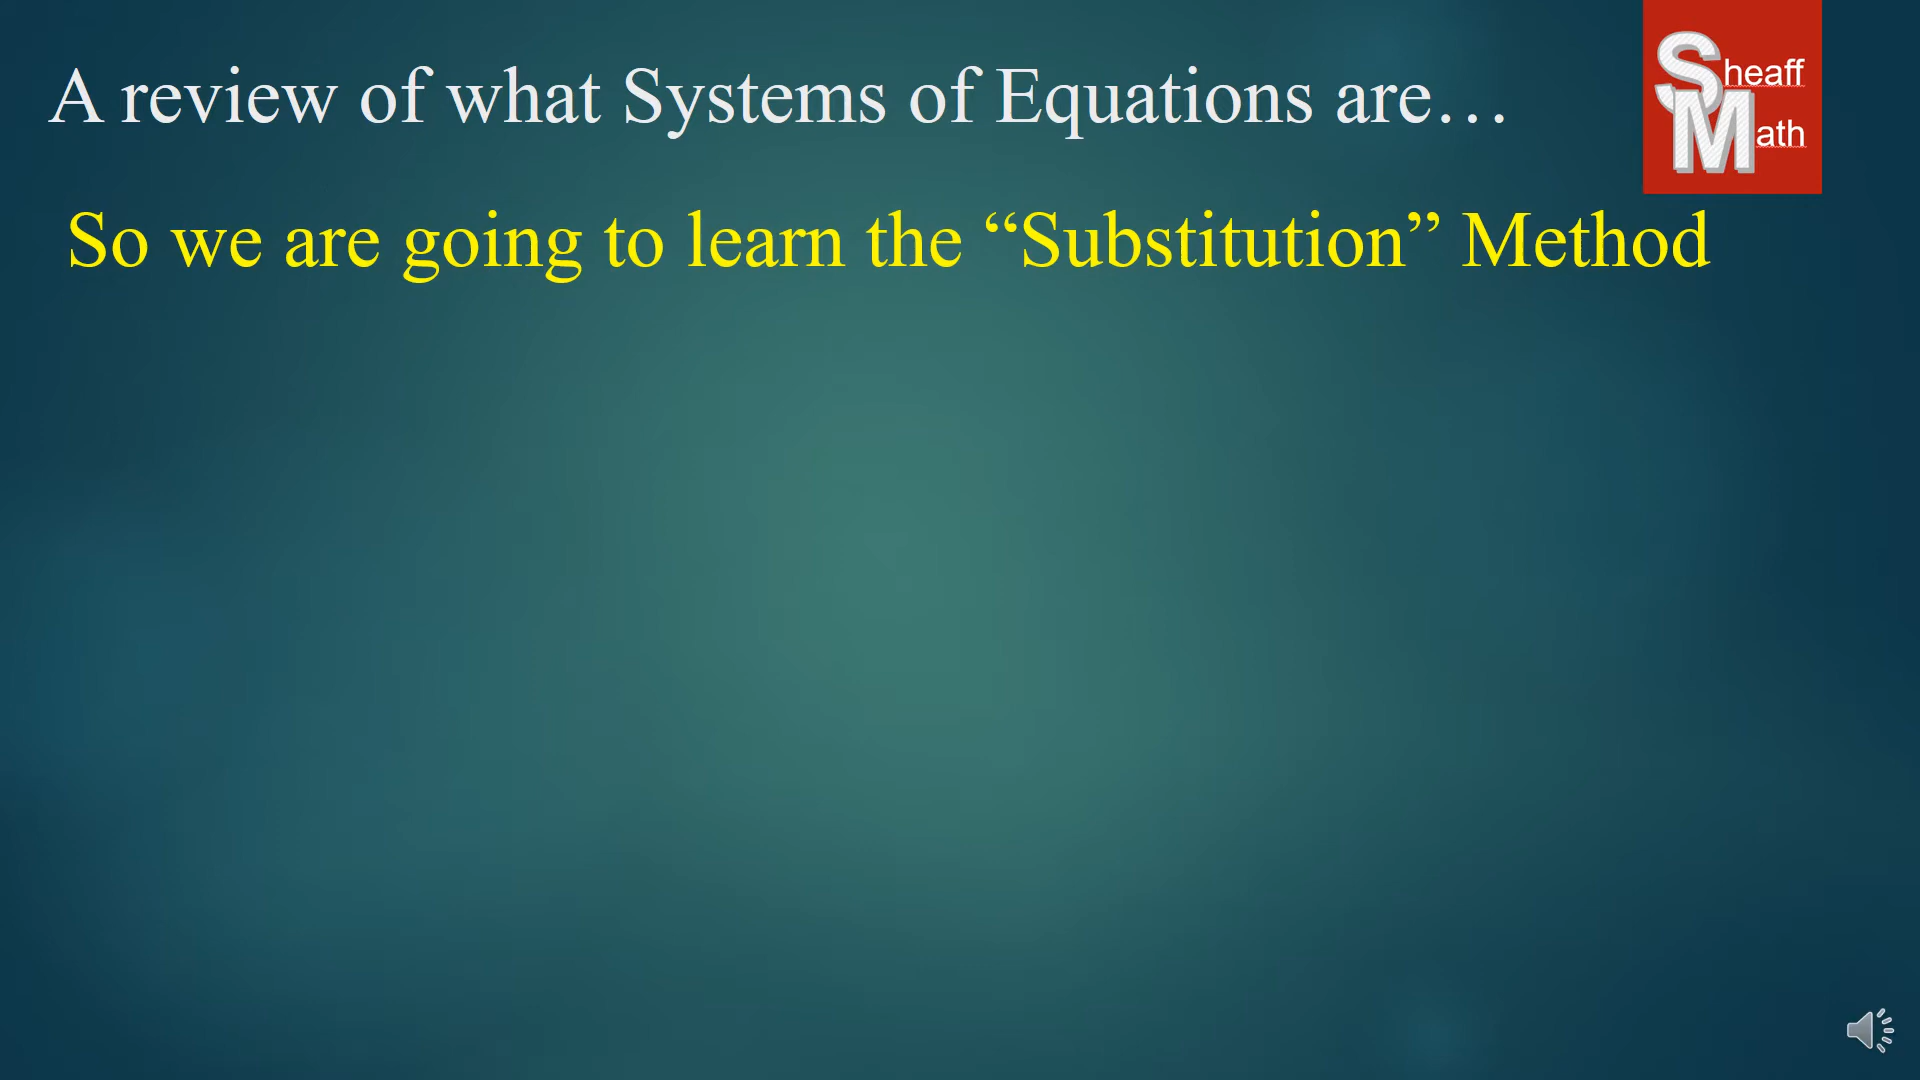 A review of what Systems of Equations are…
Sheaff
Math
So we are going to learn the “Substitution” Method